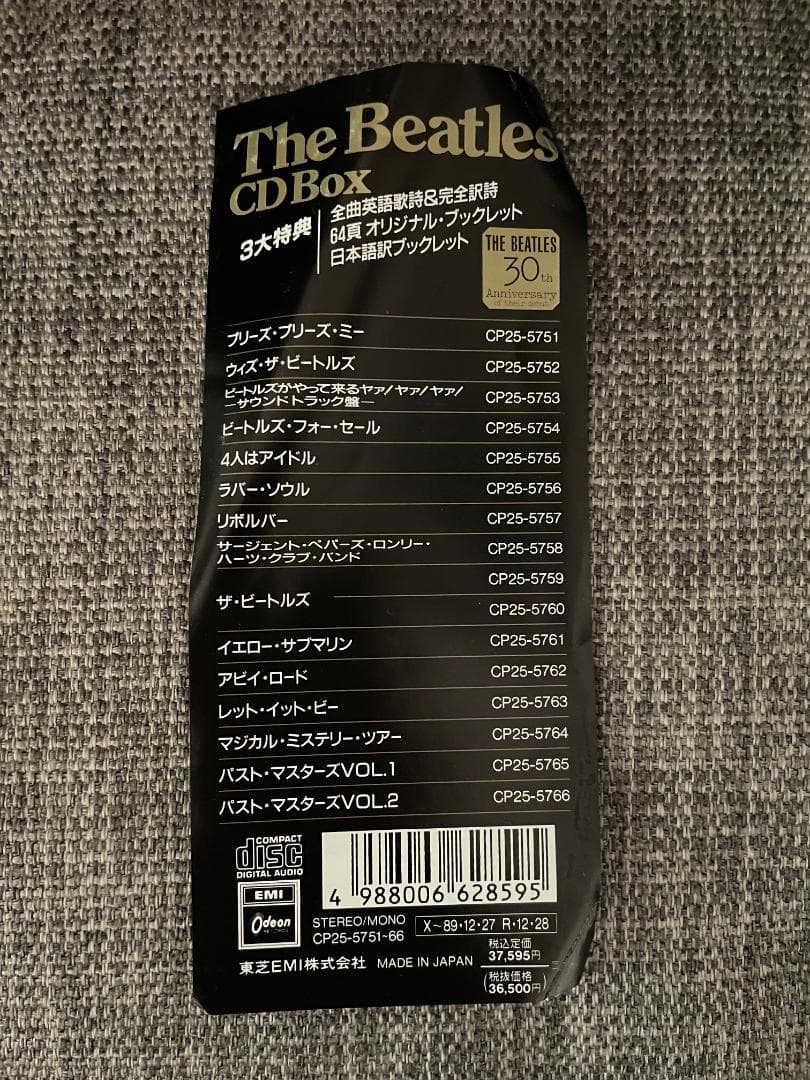 The Beatles
CD Box
3大特典
全曲英語歌詩&完全訳詩
64頁 オリジナル・ブックレット
日本語訳ブックレット
THE BEATLES
30th
Anniversary
of their debut
プリーズ・プリーズ・ミー CP25-5751
ウィズ・ザ・ビートルズ CP25-5752
ビートルズがやって来るヤァ!ヤァ!ヤァ!
―サウンドトラック盤― CP25-5753
ビートルズ・フォー・セール CP25-5754
4人はアイドル CP25-5755
ラバー・ソウル CP25-5756
リボルバー CP25-5757
サージェント・ペパーズ・ロンリー・
ハーツ・クラブ・バンド CP25-5758
CP25-5759
ザ・ビートルズ
CP25-5760
イエロー・サブマリン CP25-5761
アビイ・ロード CP25-5762
レット・イット・ビー CP25-5763
マジカル・ミステリー・ツアー CP25-5764
パスト・マスターズVOL.1 CP25-5765
パスト・マスターズVOL.2 CP25-5766
COMPACT
disc
DIGITAL AUDIO
4 988006 628595
EMI
Odeon
STEREO/MONO
CP25-5751~66
X~89・12・27 R・12・28
税込定価
37,595円
(税抜価格
36,500円)
東芝EMI株式会社 MADE IN JAPAN